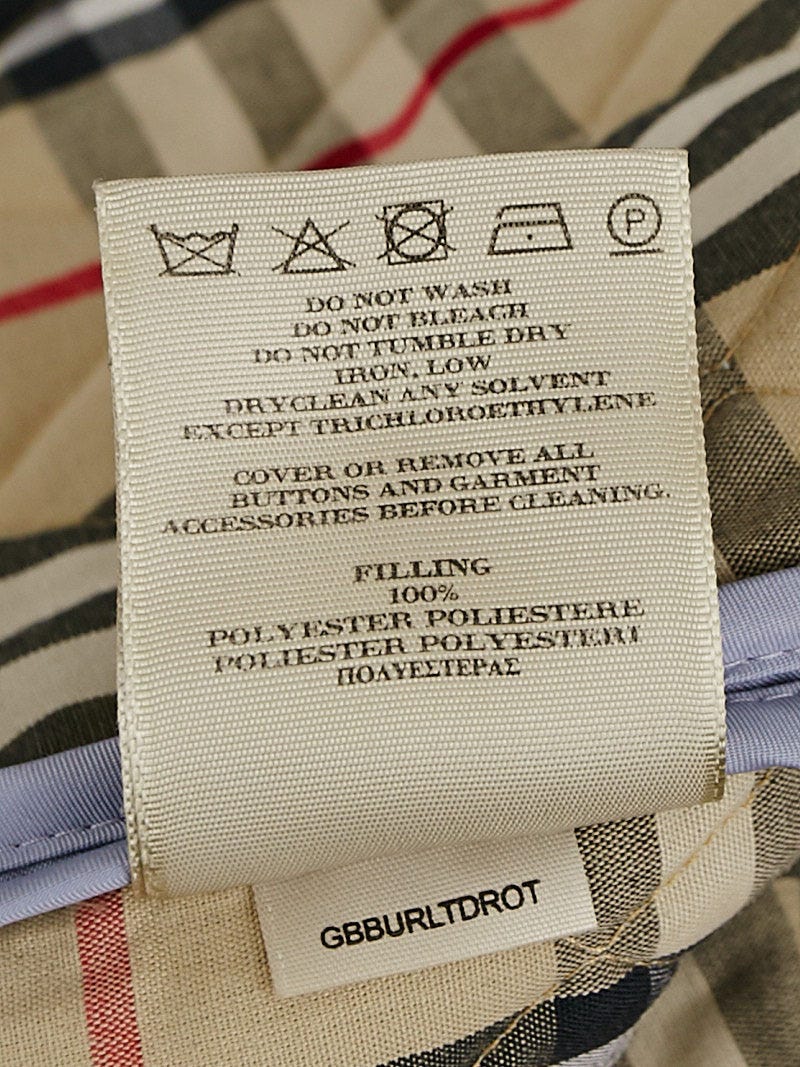 P
DO NOT WASH
DO NOT BLEACH
DO NOT TUMBLE DRY
IRON, LOW
DRYCLEAN ANY SOLVENT
EXCEPT TRICHLOROETHYLENE
COVER OR REMOVE ALL
BUTTONS AND GARMENT
ACCESSORIES BEFORE CLEANING.
FILLING
100%
POLYESTER POLIESTERE
POLIESTER POLYESTERI
ΠΟΛΥΕΣΤΕΡΑΣ
GBBURLTDROT